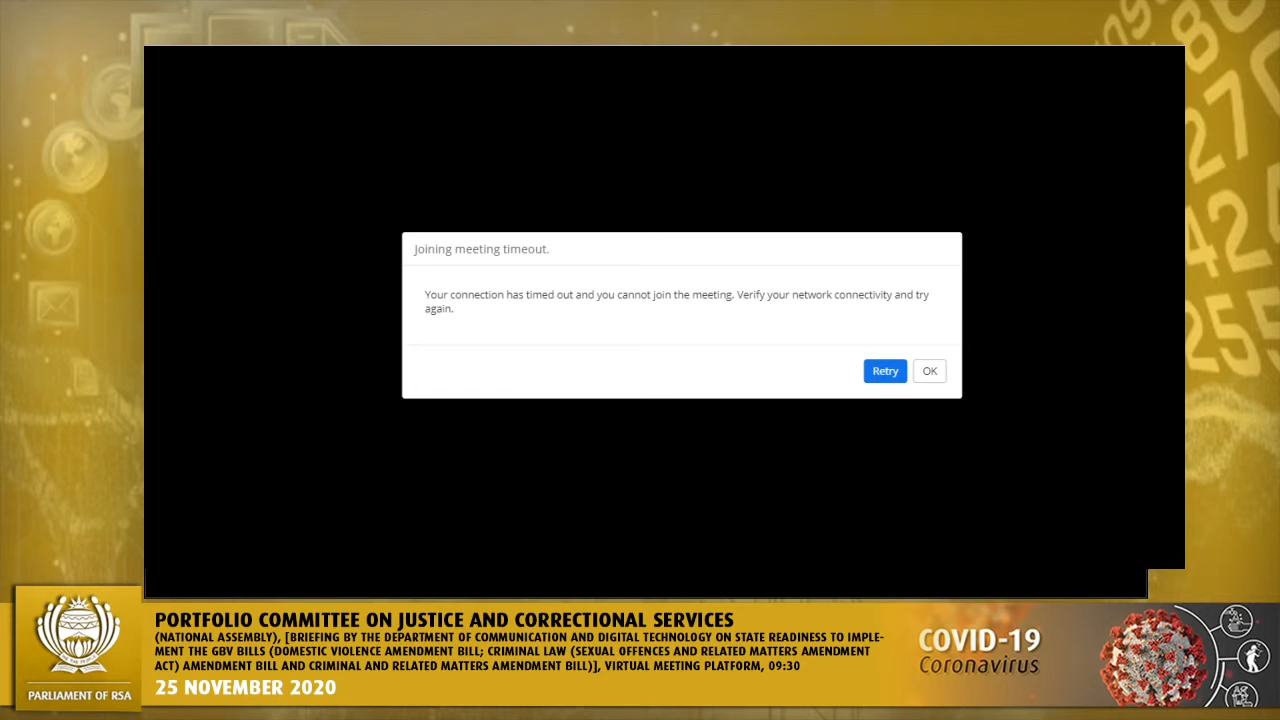 Joining meeting timeout.
Your connection has timed out and you cannot join the meeting. Verify your network connectivity and try
again.
Retry
OK
PORTFOLIO COMMITTEE ON JUSTICE AND CORRECTIONAL SERVICES
(NATIONAL ASSEMBLY), [BRIEFING BY THE DEPARTMENT OF COMMUNICATION AND DIGITAL TECHNOLOGY ON STATE READINESS TO IMPLE-
MENT THE GBV BILLS (DOMESTIC VIOLENCE AMENDMENT BILL; CRIMINAL LAW (SEXUAL OFFENCES AND RELATED MATTERS AMENDMENT
ACT) AMENDMENT BILL AND CRIMINAL AND RELATED MATTERS AMENDMENT BILL)], VIRTUAL MEETING PLATFORM, 09:30
25 NOVEMBER 2020
PARLIAMENT OF RSA
COVID-19
Coronavirus
80
27
42
255